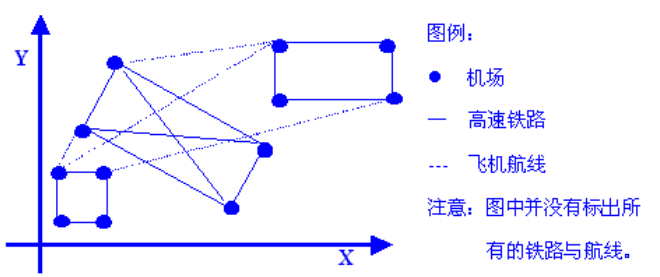 Y
X
图例：
机场
高速铁路
飞机航线
注意：图中并没有标出所
有的铁路与航线。